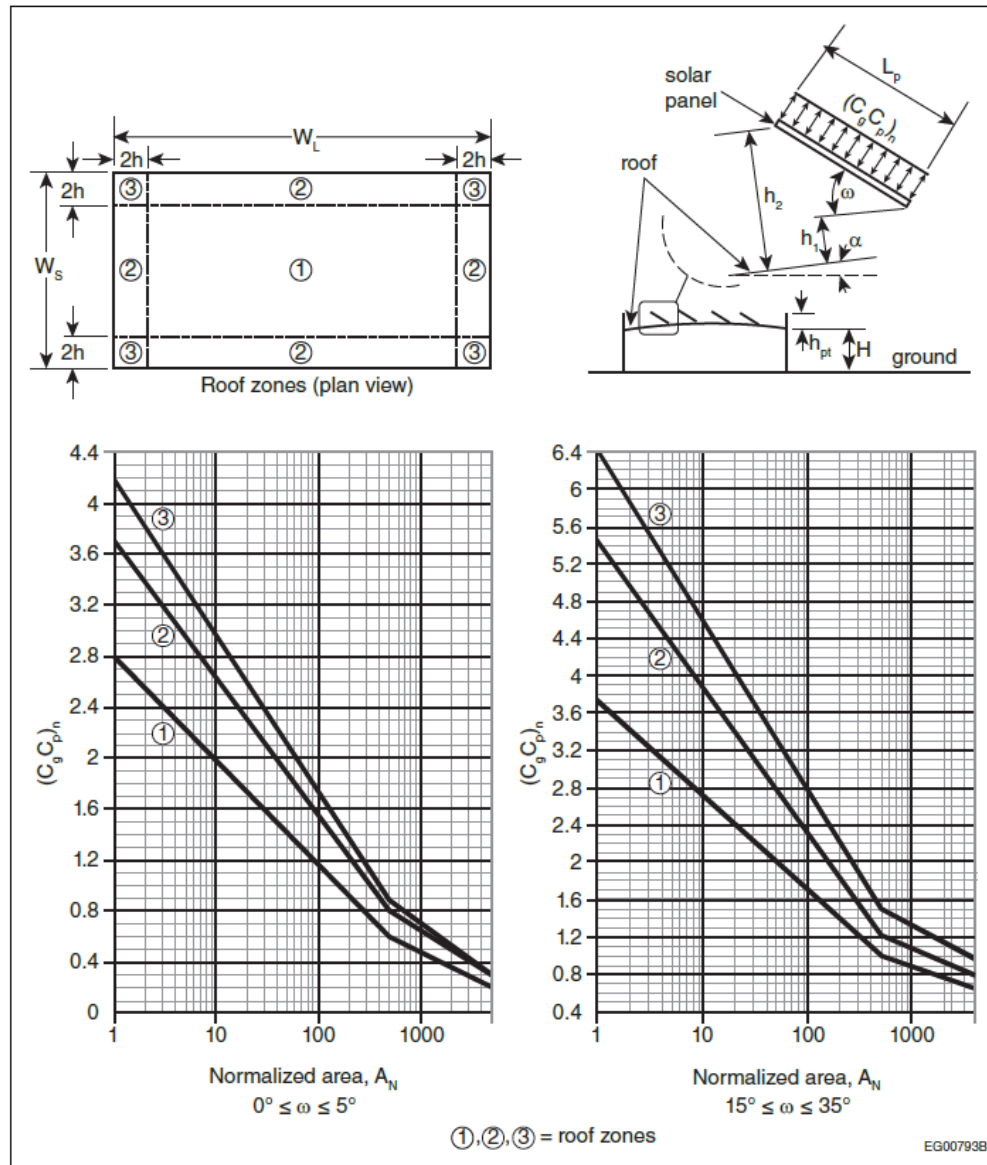 W_L
2h 2h
2h
③ ② ③
W_S
② ① ②
2h
③ ② ③
Roof zones (plan view)
solar panel
L_p
(C_g C_p)_n
roof
h_2
ω
h_1
α
h_pt
H
ground
4.4
4
3.6
3.2
2.8
2.4
2
1.6
1.2
0.8
0.4
0
(C_g C_p)_n
③
②
①
1 10 100 1000
Normalized area, A_N
0° ≤ ω ≤ 5°
6.4
6
5.6
5.2
4.8
4.4
4
3.6
3.2
2.8
2.4
2
1.6
1.2
0.8
0.4
(C_g C_p)_n
③
②
①
1 10 100 1000
Normalized area, A_N
15° ≤ ω ≤ 35°
①,②,③ = roof zones
EG00793B